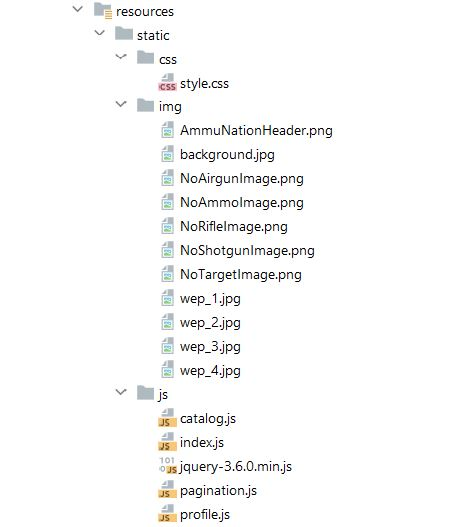 resources
static
css
style.css
img
AmmuNationHeader.png
background.jpg
NoAirgunImage.png
NoAmmoImage.png
NoRifleImage.png
NoShotgunImage.png
NoTargetImage.png
wep_1.jpg
wep_2.jpg
wep_3.jpg
wep_4.jpg
js
catalog.js
index.js
jquery-3.6.0.min.js
pagination.js
profile.js